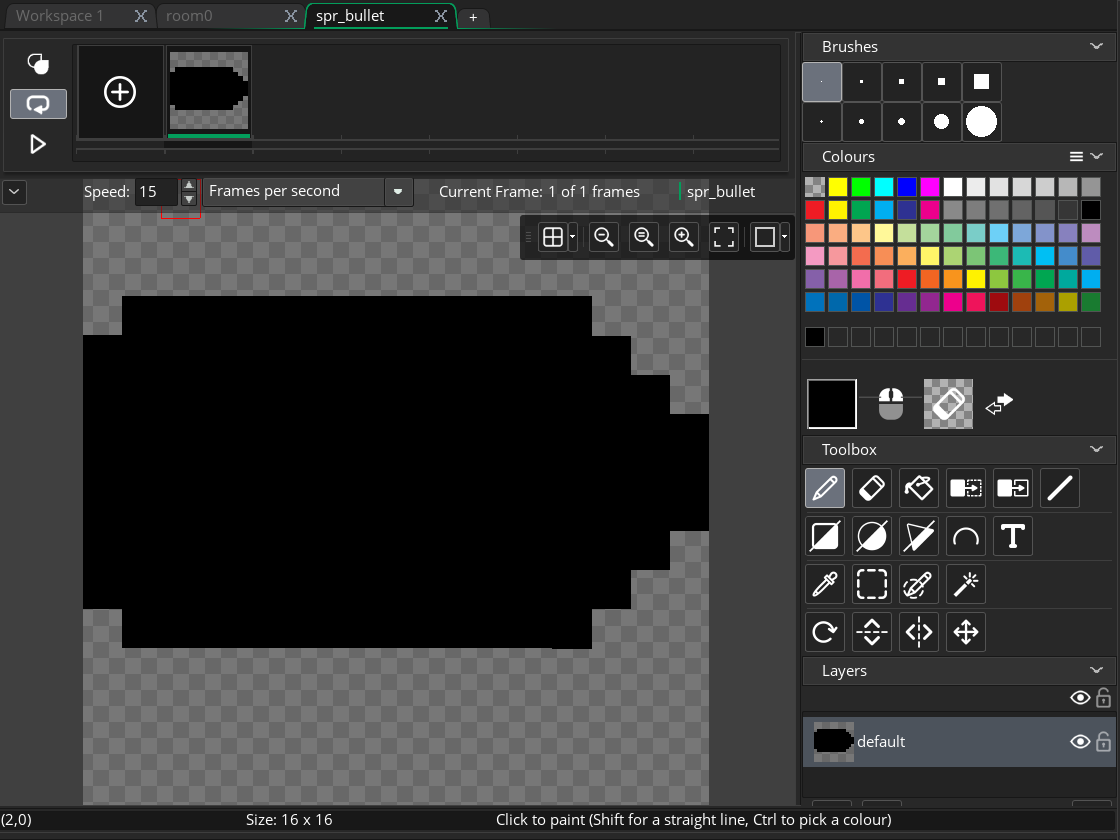 Workspace 1
room0
spr_bullet
+
Speed: 15 Frames per second Current Frame: 1 of 1 frames spr_bullet
Brushes
Colours
Toolbox
T
Layers
default
(2,0) Size: 16 x 16 Click to paint (Shift for a straight line, Ctrl to pick a colour)